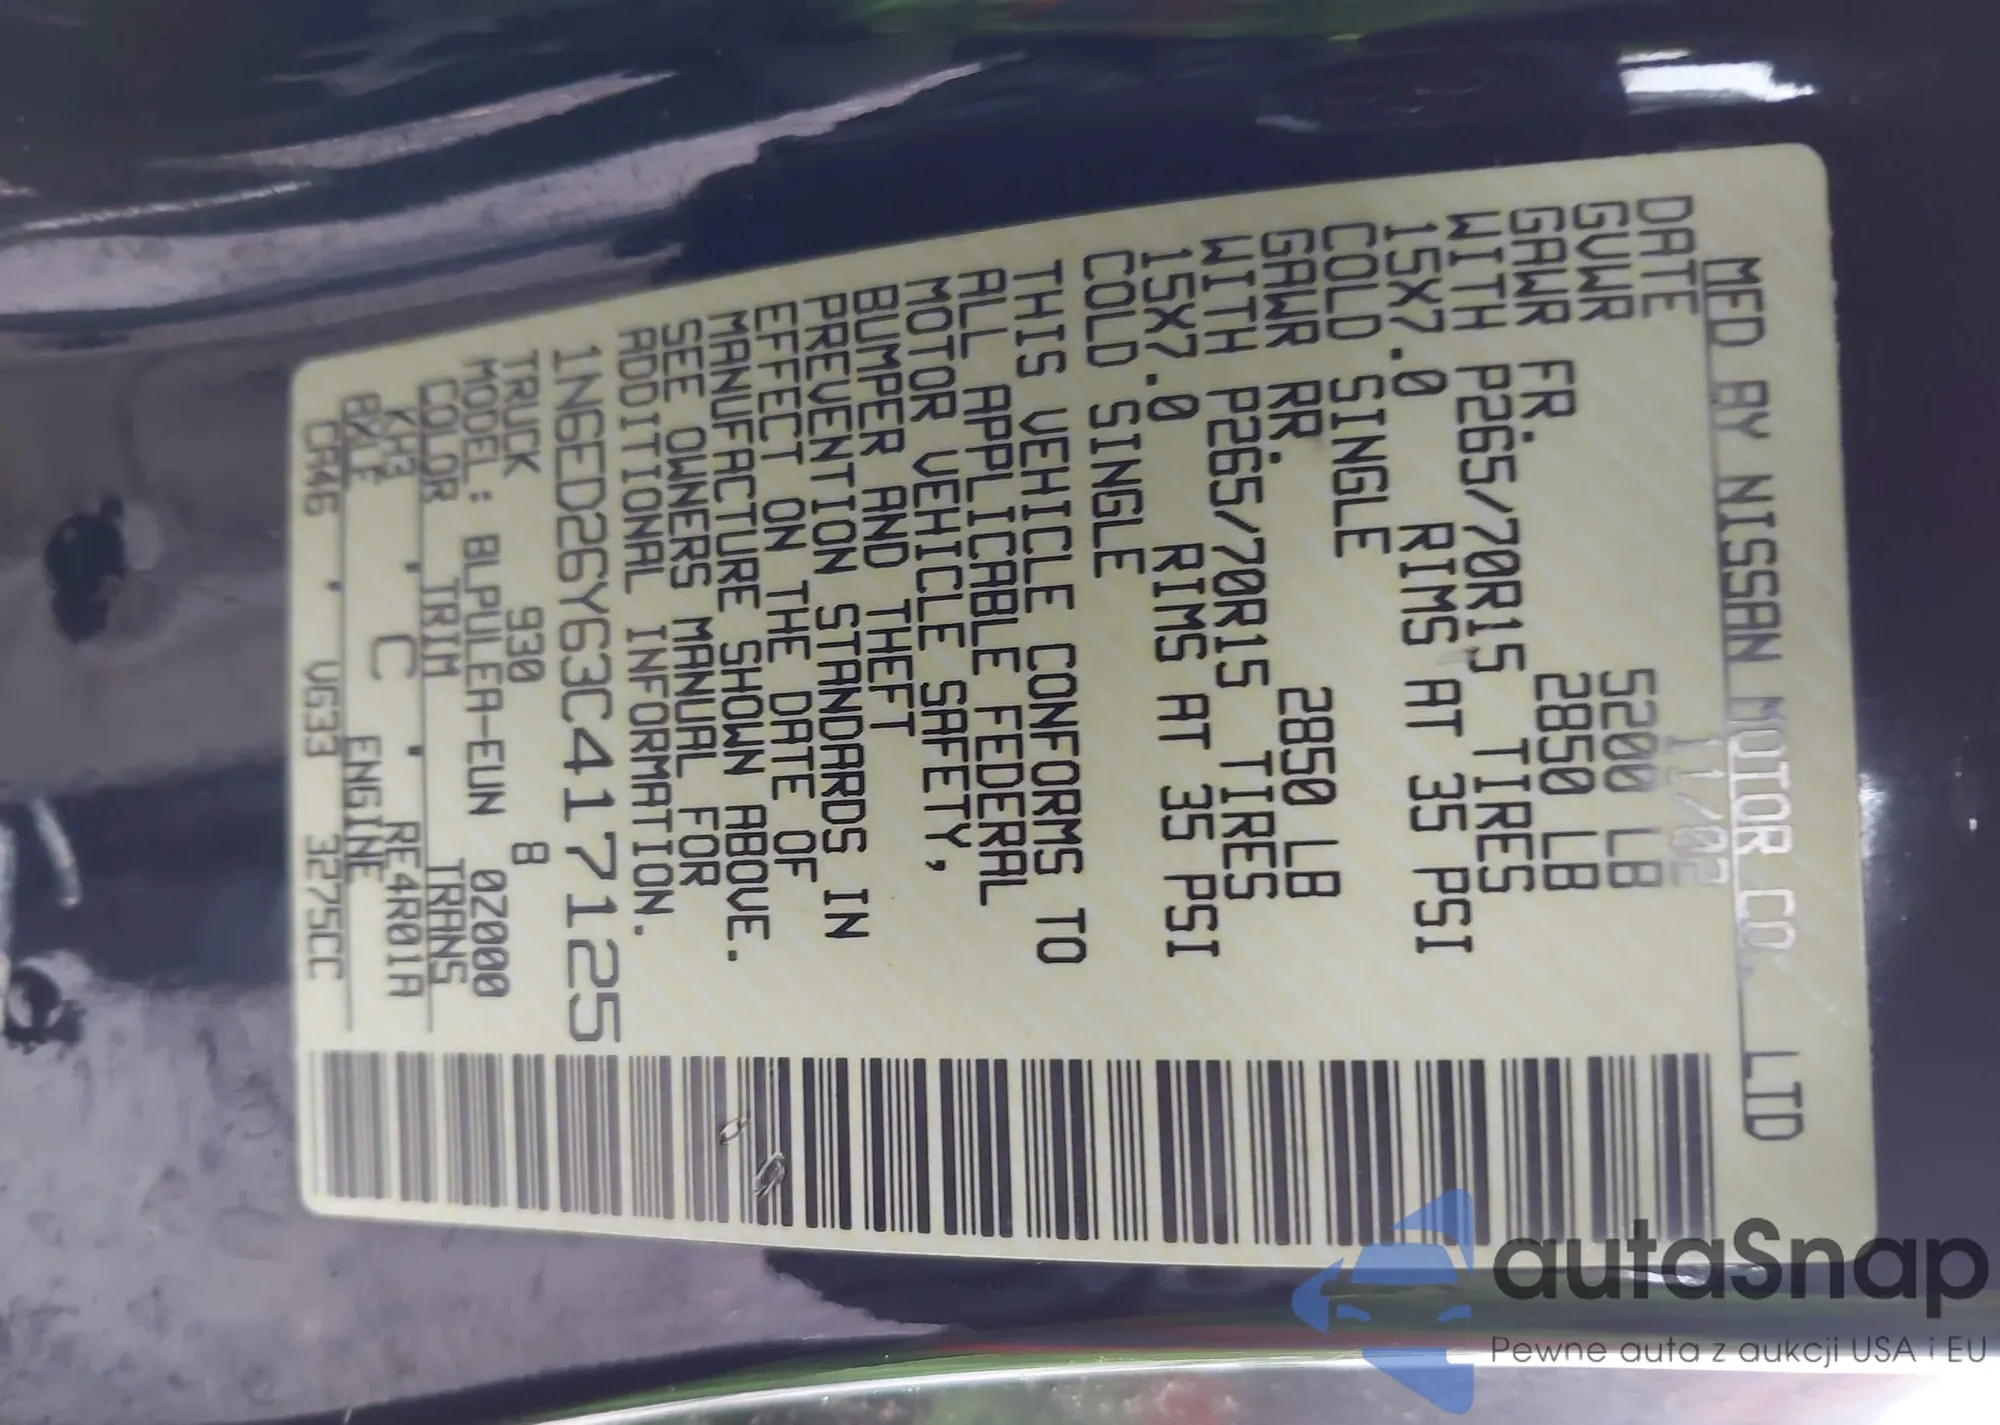 MFD BY NISSAN MOTOR CO., LTD
DATE 11/02
GVWR 5200 LB
GAWR FR. 2850 LB
WITH P265/70R15 TIRES
15X7.0 RIMS AT 35 PSI
COLD SINGLE
GAWR RR. 2850 LB
WITH P265/70R15 TIRES
15X7.0 RIMS AT 35 PSI
COLD SINGLE
THIS VEHICLE CONFORMS TO
ALL APPLICABLE FEDERAL
MOTOR VEHICLE SAFETY,
BUMPER AND THEFT
PREVENTION STANDARDS IN
EFFECT ON THE DATE OF
MANUFACTURE SHOWN ABOVE.
SEE OWNERS MANUAL FOR
ADDITIONAL INFORMATION.
1N6ED26Y63C417125
TRUCK 930 8
MODEL: BLPULEA-EUN 0Z000
COLOR TRIM TRANS
KH3 . C . RE4R01A
AXLE ENGINE
CA46 . VG33 3275CC
autaSnap
Pewne auta z aukcji USA i EU